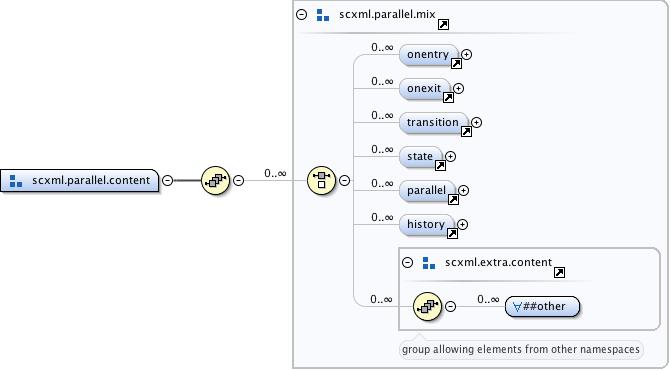 scxml.parallel.mix
0..∞
onentry
0..∞
onexit
0..∞
transition
scxml.parallel.content
0..∞
0..∞
state
0..∞
parallel
0..∞
history
scxml.extra.content
0..∞
0..∞
∀##other
group allowing elements from other namespaces